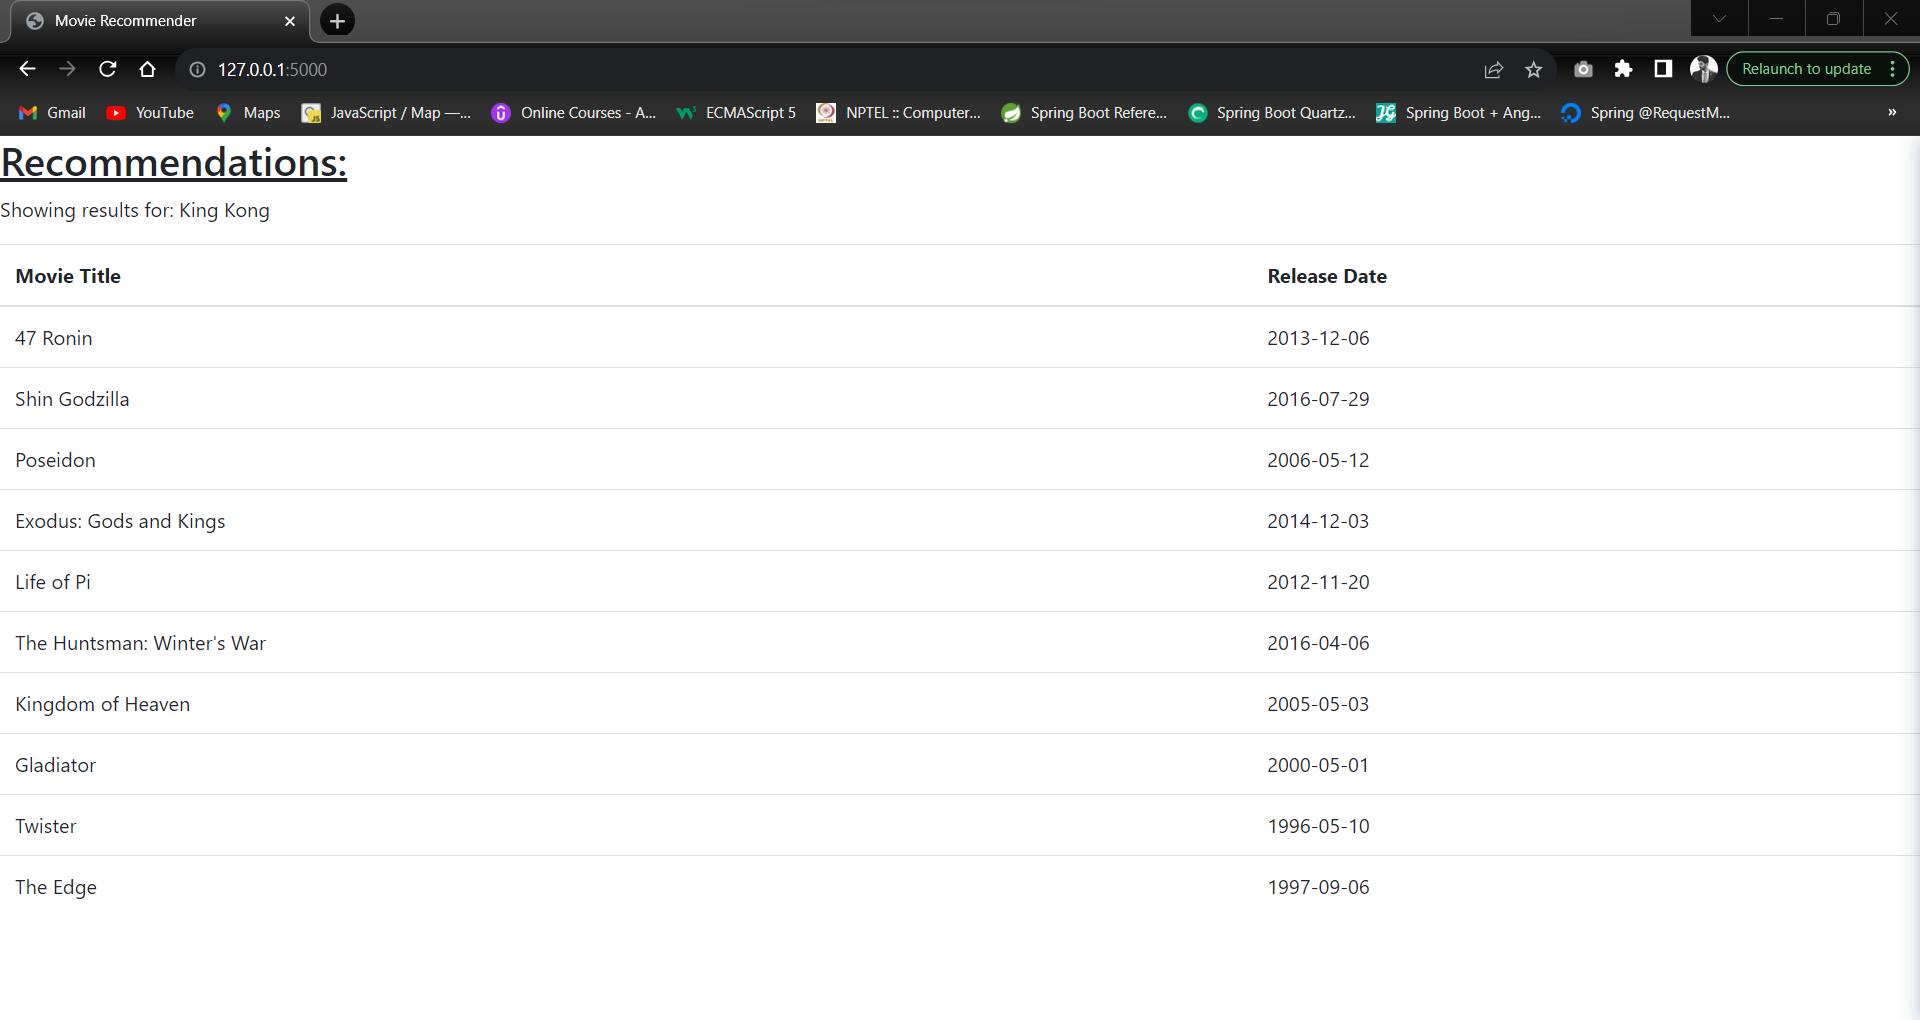 Movie Recommender
127.0.0.1:5000
Relaunch to update
Gmail YouTube Maps JavaScript / Map —... Online Courses - A... ECMAScript 5 NPTEL :: Computer... Spring Boot Refere... Spring Boot Quartz... Spring Boot + Ang... Spring @RequestM... »
Recommendations:
Showing results for: King Kong
Movie Title Release Date
47 Ronin 2013-12-06
Shin Godzilla 2016-07-29
Poseidon 2006-05-12
Exodus: Gods and Kings 2014-12-03
Life of Pi 2012-11-20
The Huntsman: Winter's War 2016-04-06
Kingdom of Heaven 2005-05-03
Gladiator 2000-05-01
Twister 1996-05-10
The Edge 1997-09-06